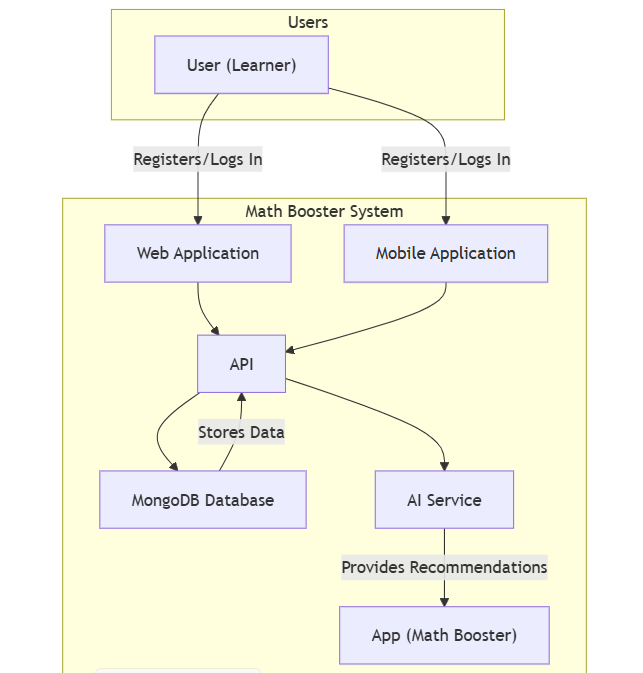 Users
User (Learner)
Registers/Logs In
Registers/Logs In
Math Booster System
Web Application
Mobile Application
API
Stores Data
MongoDB Database
AI Service
Provides Recommendations
App (Math Booster)